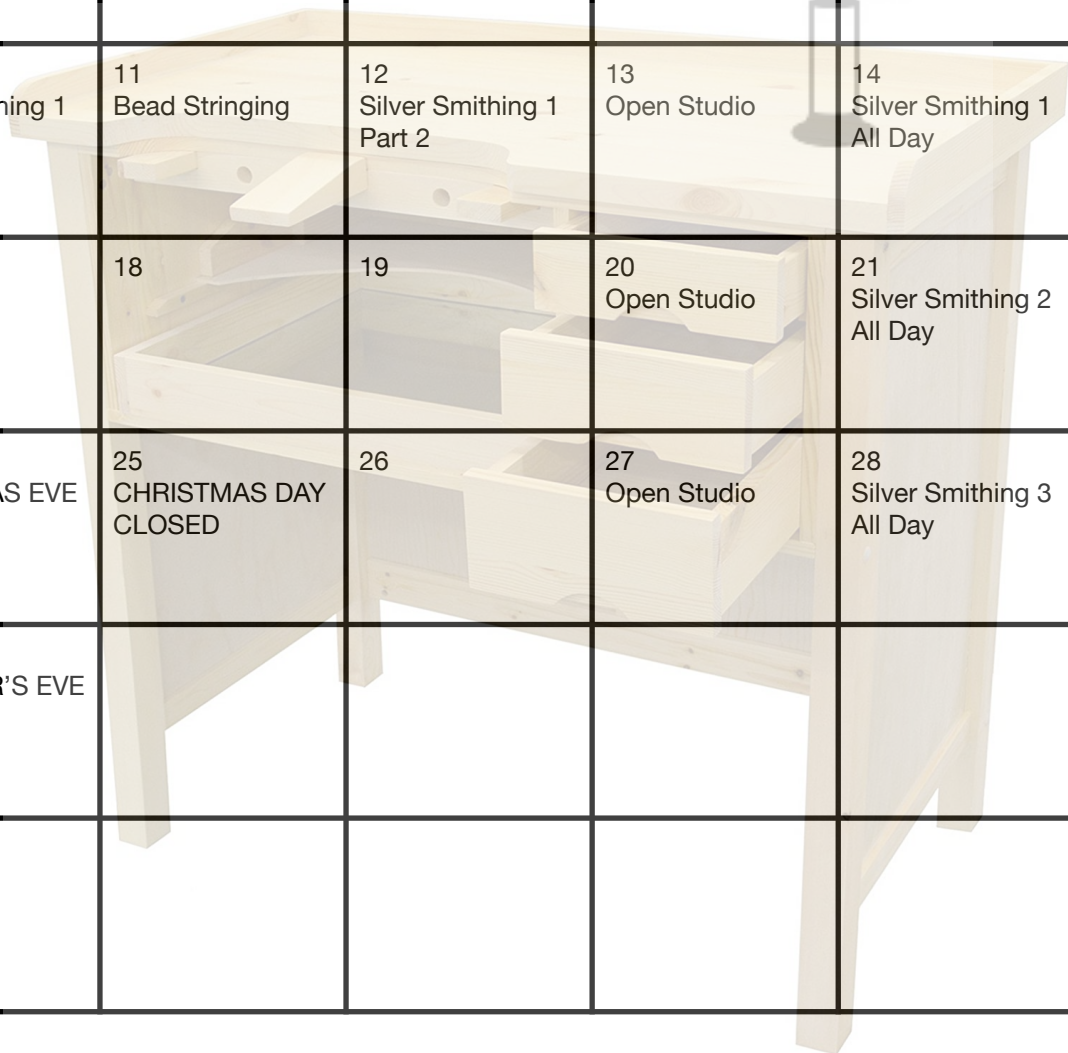 ning 1
11
Bead Stringing
12
Silver Smithing 1
Part 2
13
Open Studio
14
Silver Smithing 1
All Day
18
19
20
Open Studio
21
Silver Smithing 2
All Day
AS EVE
25
CHRISTMAS DAY
CLOSED
26
27
Open Studio
28
Silver Smithing 3
All Day
R'S EVE